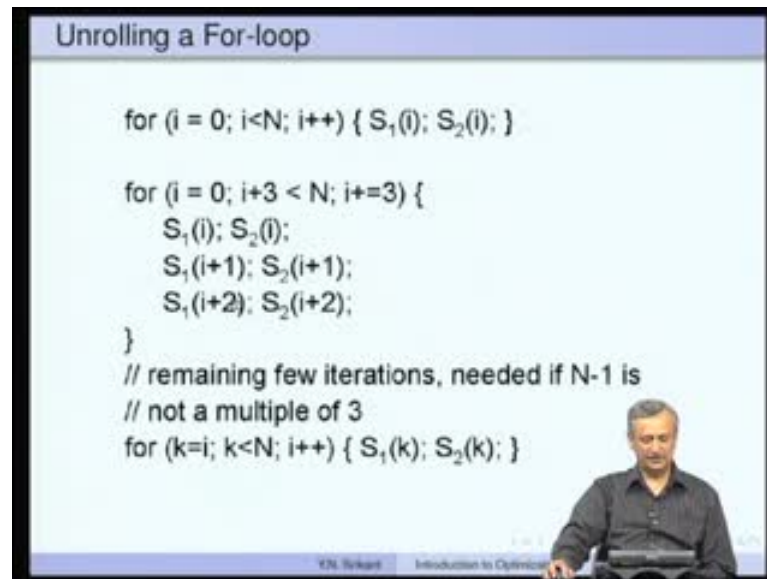 Unrolling a For-loop
for (i = 0; i<N; i++) { S₁(i); S₂(i); }
for (i = 0; i+3 < N; i+=3) {
S₁(i); S₂(i);
S₁(i+1); S₂(i+1);
S₁(i+2); S₂(i+2);
}
// remaining few iterations, needed if N-1 is
// not a multiple of 3
for (k=i; k<N; i++) { S₁(k); S₂(k); }
Y.N. Srikant Introduction to